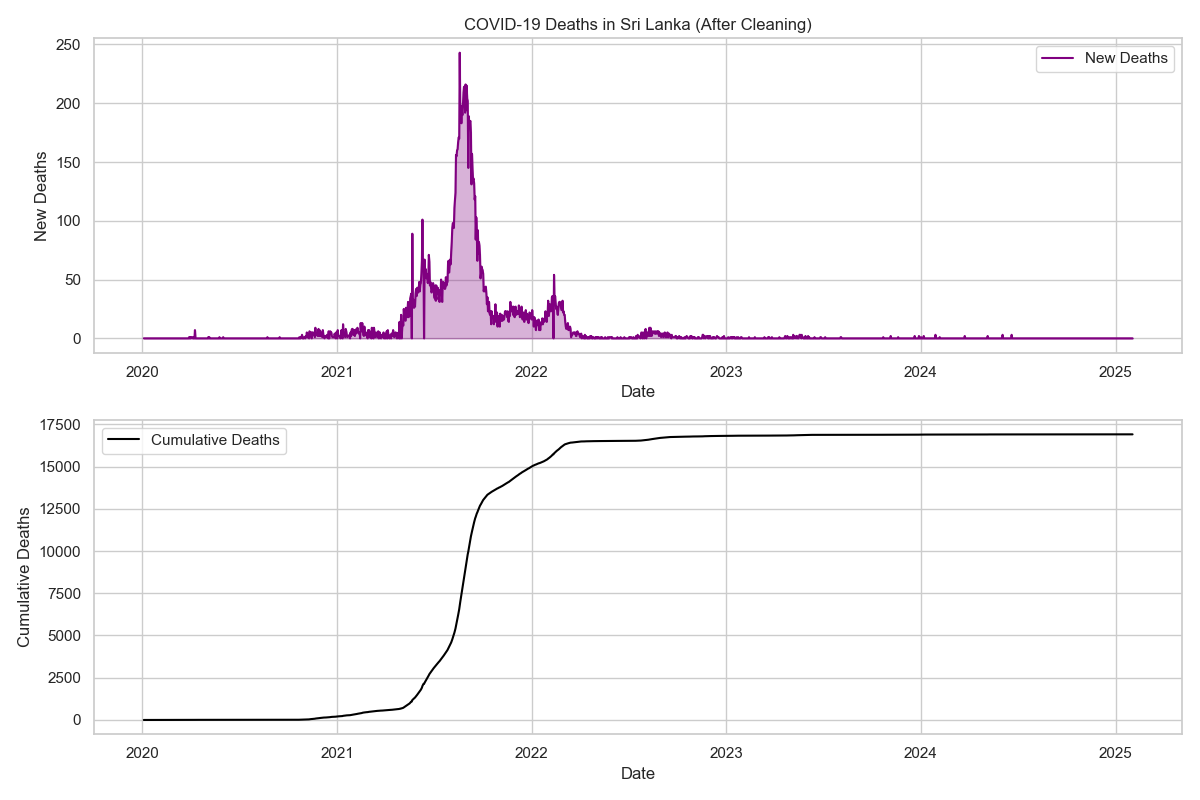 COVID-19 Deaths in Sri Lanka (After Cleaning)
250
200
150
100
50
0
New Deaths
New Deaths
2020 2021 2022 2023 2024 2025
Date
17500
15000
12500
10000
7500
5000
2500
0
Cumulative Deaths
Cumulative Deaths
2020 2021 2022 2023 2024 2025
Date